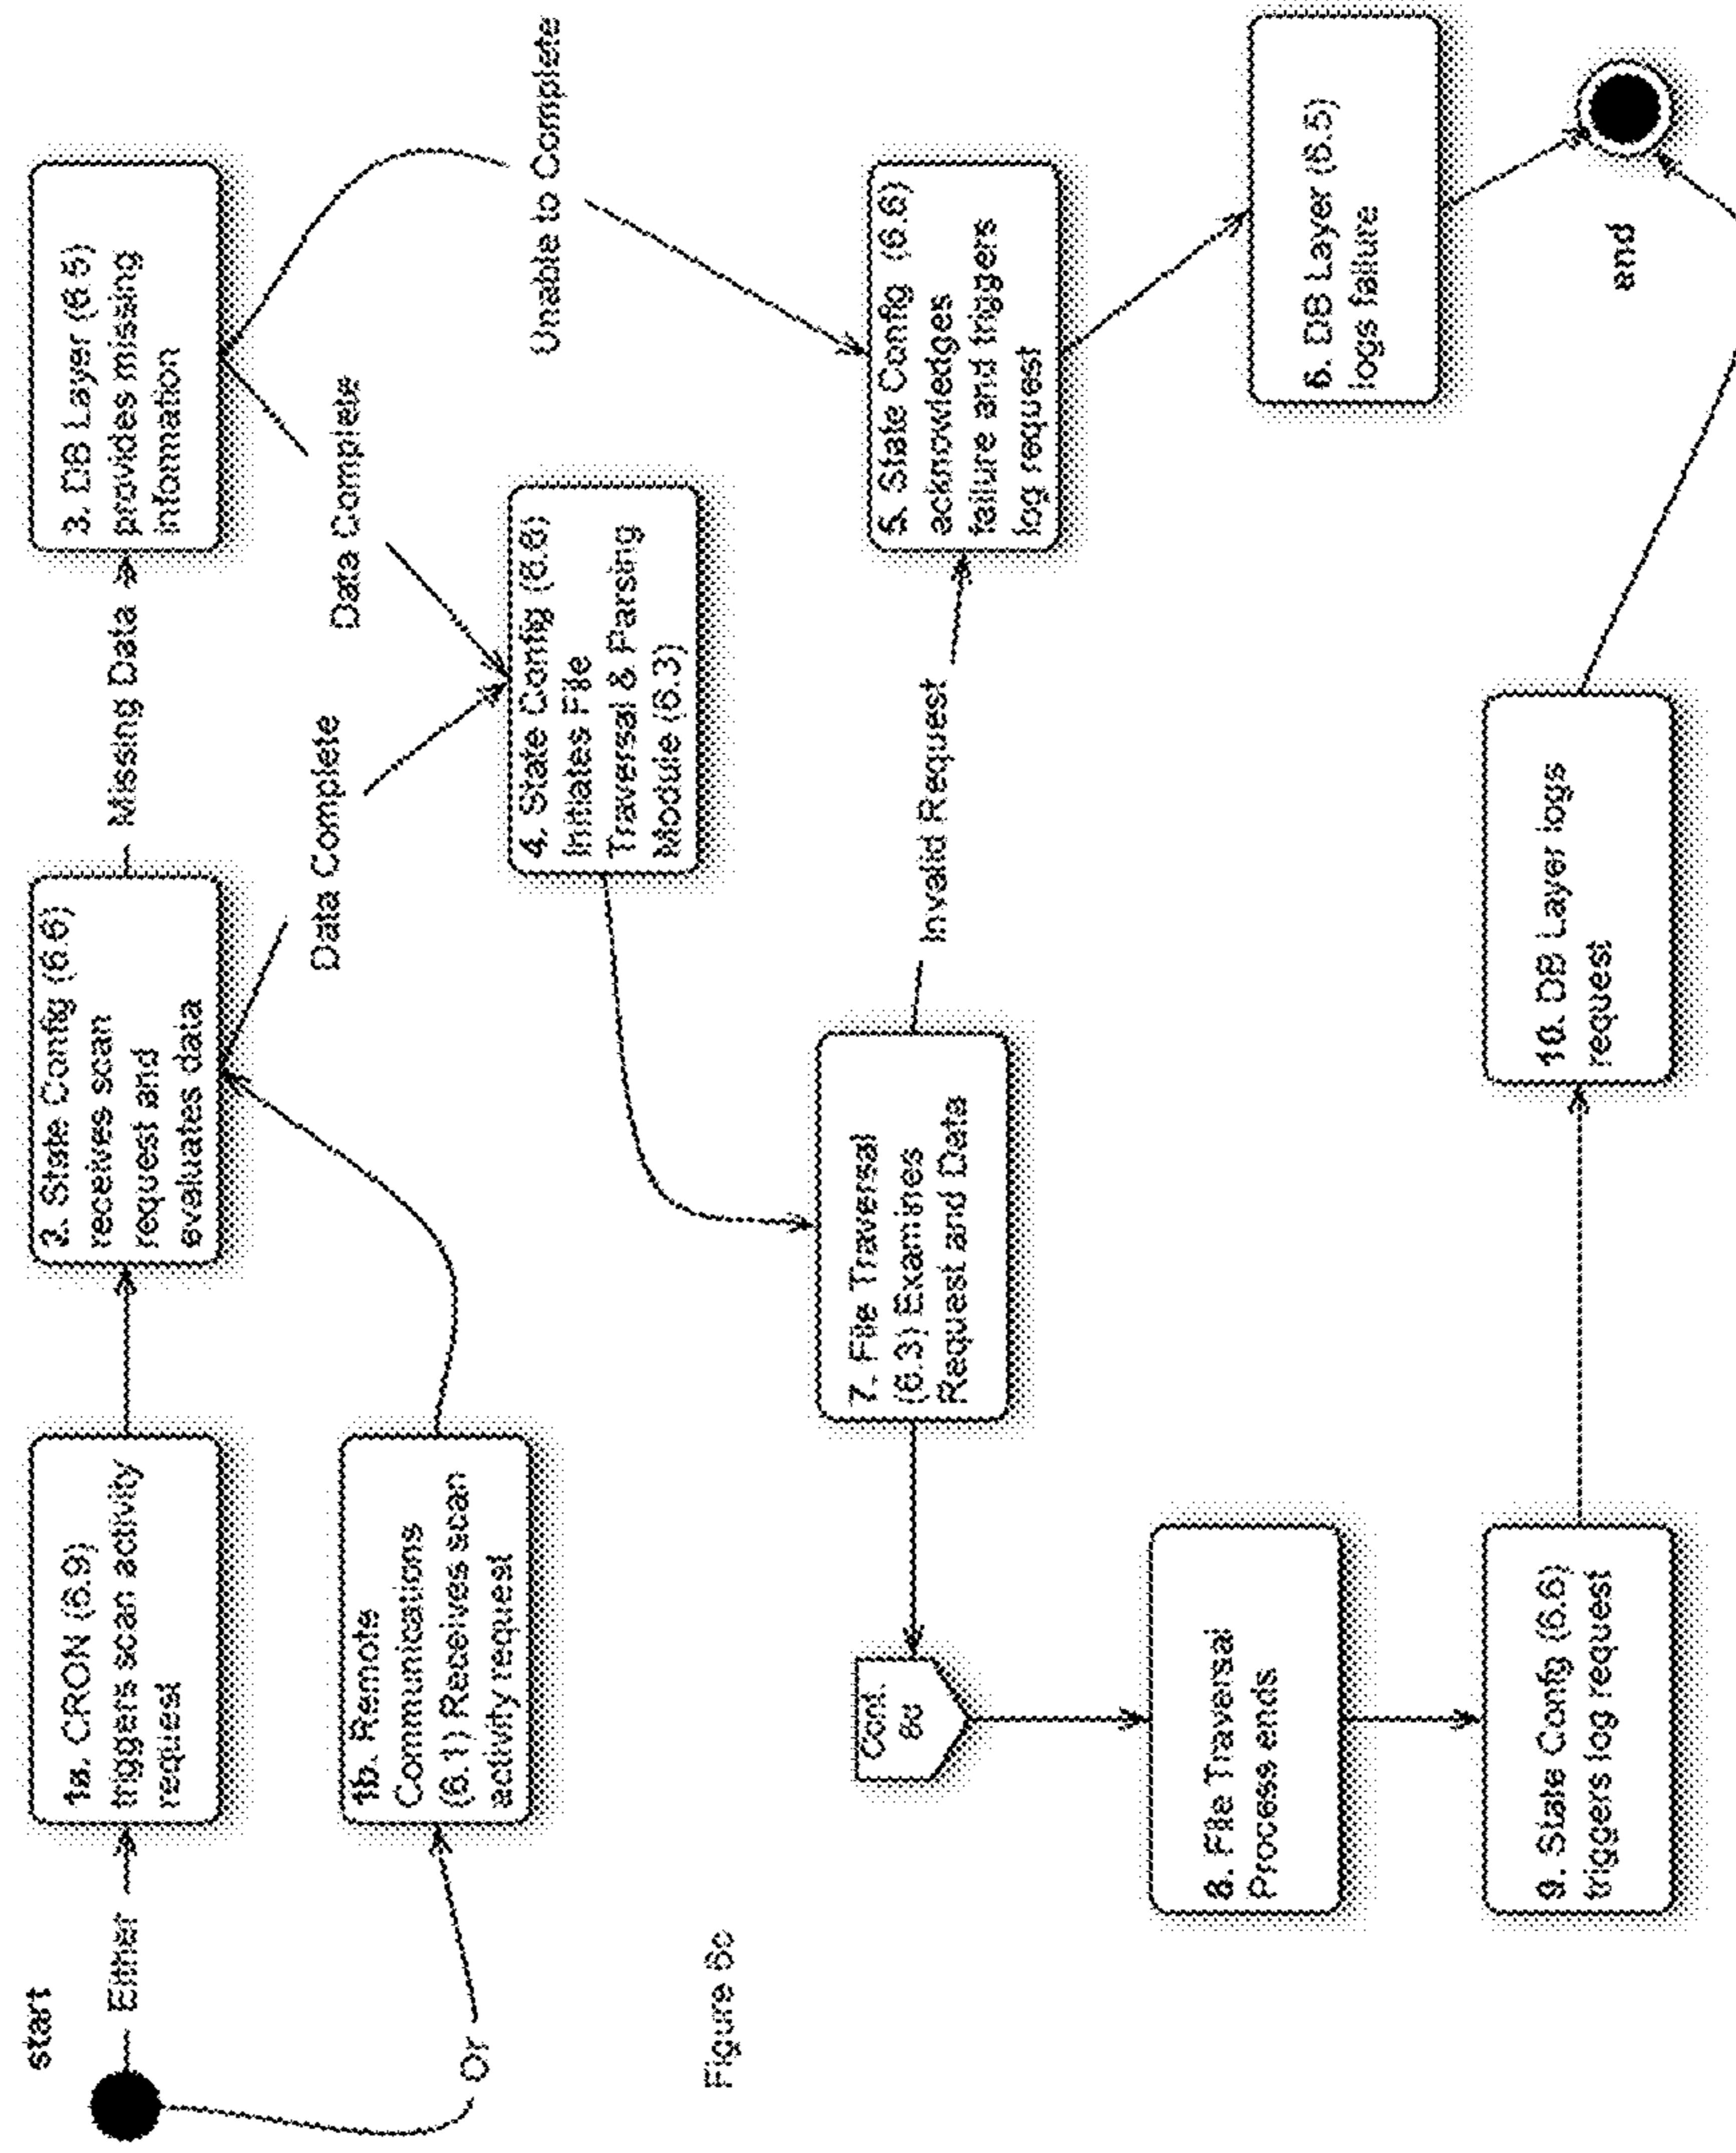 start
Either
1a. CRON (6.9)
triggers scan activity
request
2. State Config (6.6)
receives scan
request and
evaluates data
Missing Data
3. DB Layer (6.5)
provides missing
information
Or
1b. Remote
Communications
(6.1) Receives scan
activity request
Data Complete
Data Complete
Unable to Complete
4. State Config (6.6)
Initiates File
Traversal & Parsing
Module (6.3)
Figure
7. File Traversal
(6.3) Examines
Request and Data
Invalid Request
5. State Config (6.6)
acknowledges
failure and triggers
log request
Cont.
8. File Traversal
Process ends
6. DB Layer (6.5)
logs failure
9. State Config (6.6)
triggers log request
10. DB Layer logs
request
end